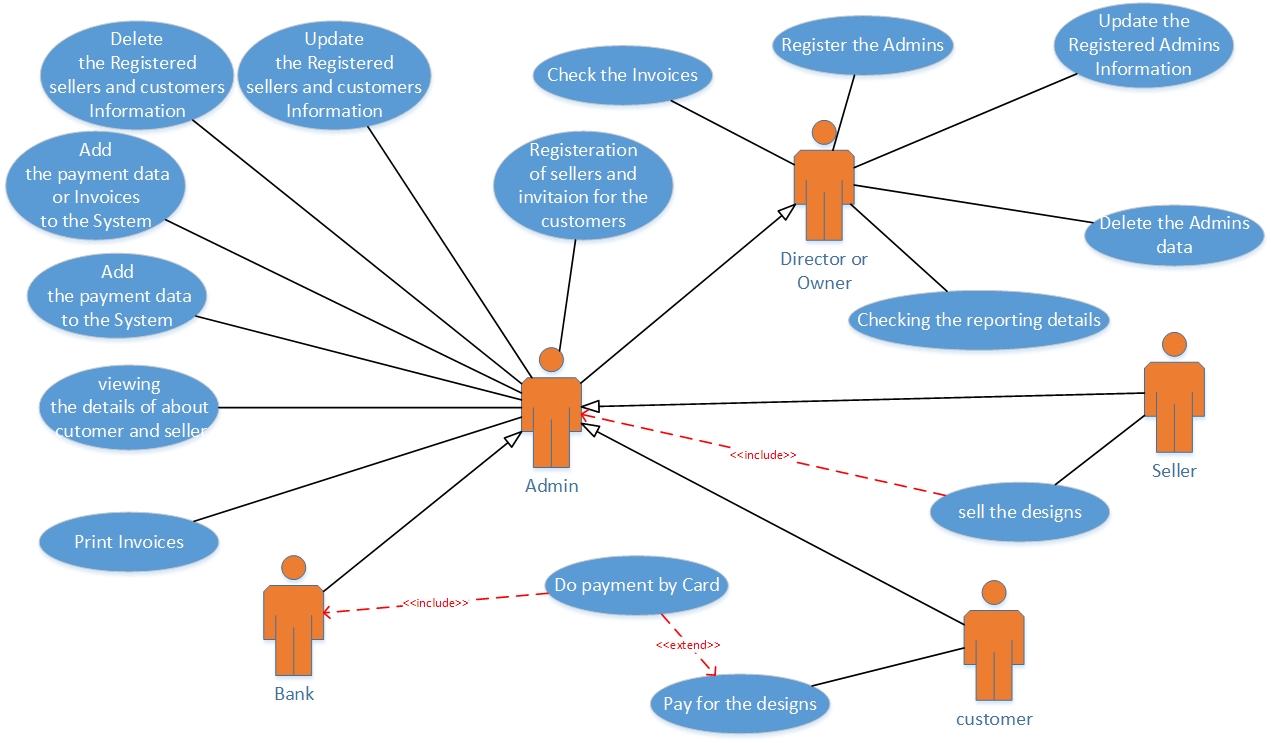 Delete
the Registered
sellers and customers
Information
Update
the Registered
sellers and customers
Information
Check the Invoices
Register the Admins
Update the
Registered Admins
Information
Add
the payment data
or Invoices
to the System
Registeration
of sellers and
invitaion for the
customers
Delete the Admins
data
Director or
Owner
Add
the payment data
to the System
Checking the reporting details
viewing
the details of about
cutomer and seller
<<include>>
Seller
Admin
sell the designs
Print Invoices
Do payment by Card
<<include>>
<<extend>>
Bank
Pay for the designs
customer